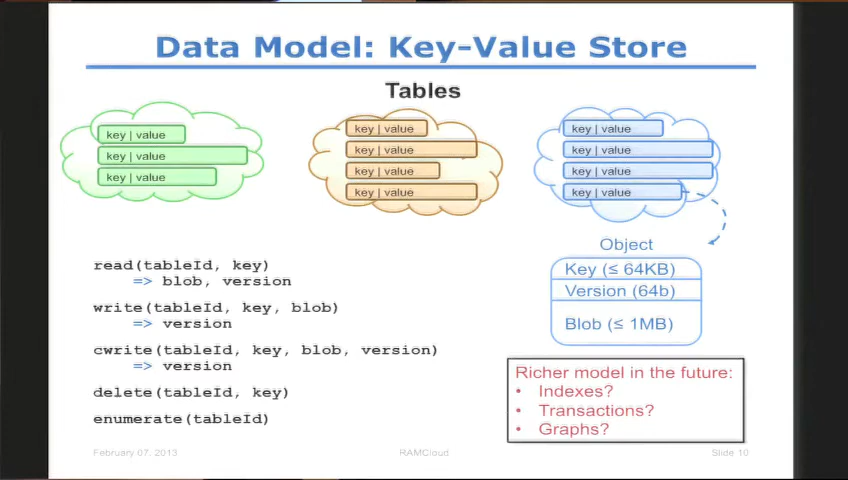 Data Model: Key-Value Store
Tables
key | value
key | value
key | value
key | value
key | value
key | value
key | value
key | value
key | value
key | value
key | value
read(tableId, key)
=> blob, version
write(tableId, key, blob)
=> version
cwrite(tableId, key, blob, version)
=> version
delete(tableId, key)
enumerate(tableId)
Object
Key (≤ 64KB)
Version (64b)
Blob (≤ 1MB)
Richer model in the future:
• Indexes?
• Transactions?
• Graphs?
February 07, 2013
RAMCloud
Slide 10